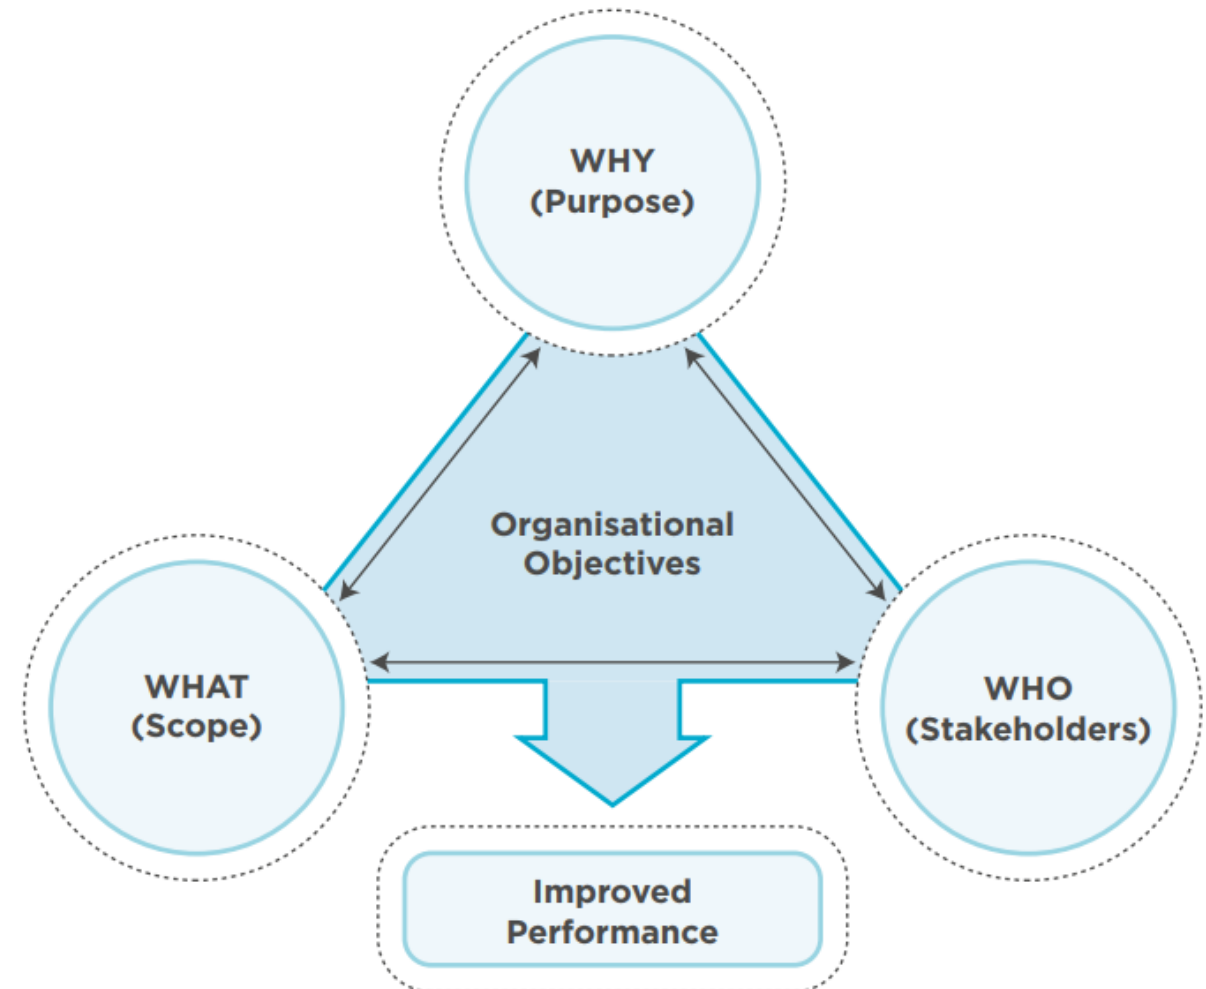 WHY
(Purpose)
Organisational
Objectives
WHAT
(Scope)
WHO
(Stakeholders)
Improved
Performance